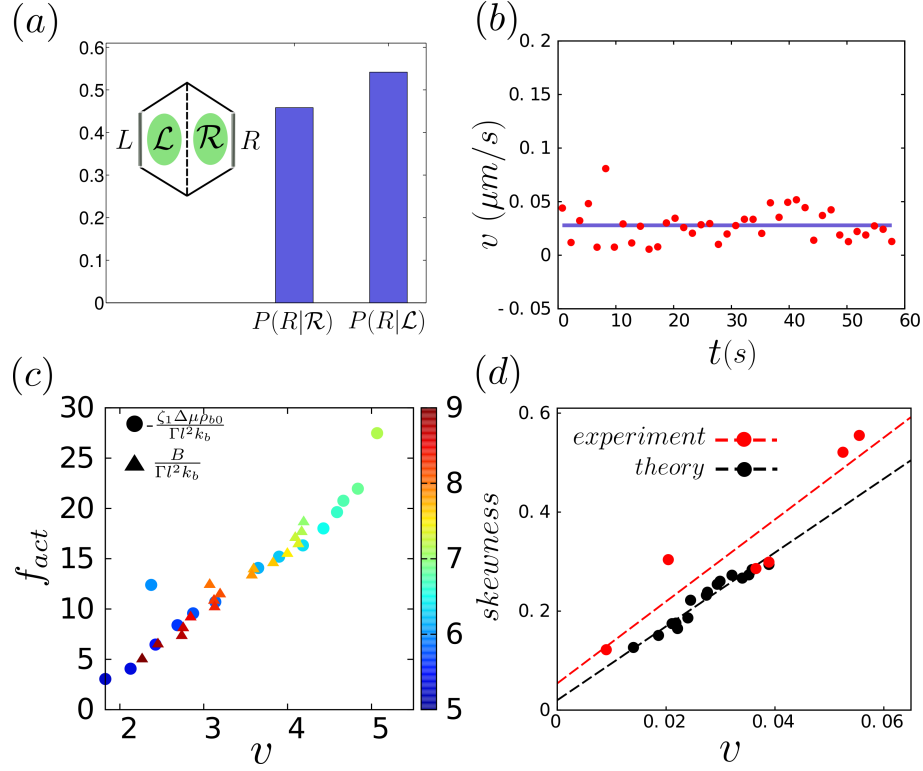 (a)
0.6
0.5
0.4
0.3
0.2
0.1
0
L ℒ ℛ R
P(R|ℛ) P(R|ℒ)
(b)
v (μm/s)
0. 2
0. 15
0. 1
0. 05
0
- 0. 05
0 10 20 30 40 50 60
t(s)
(c)
f_act
30
25
20
15
10
5
0
-ζ₁Δμρ_b0/Γl²k_b
B/Γl²k_b
2 3 4 5
v
9
8
7
6
5
(d)
skewness
0. 6
0. 4
0. 2
0
experiment
theory
0 0. 02 0. 04 0. 06
v